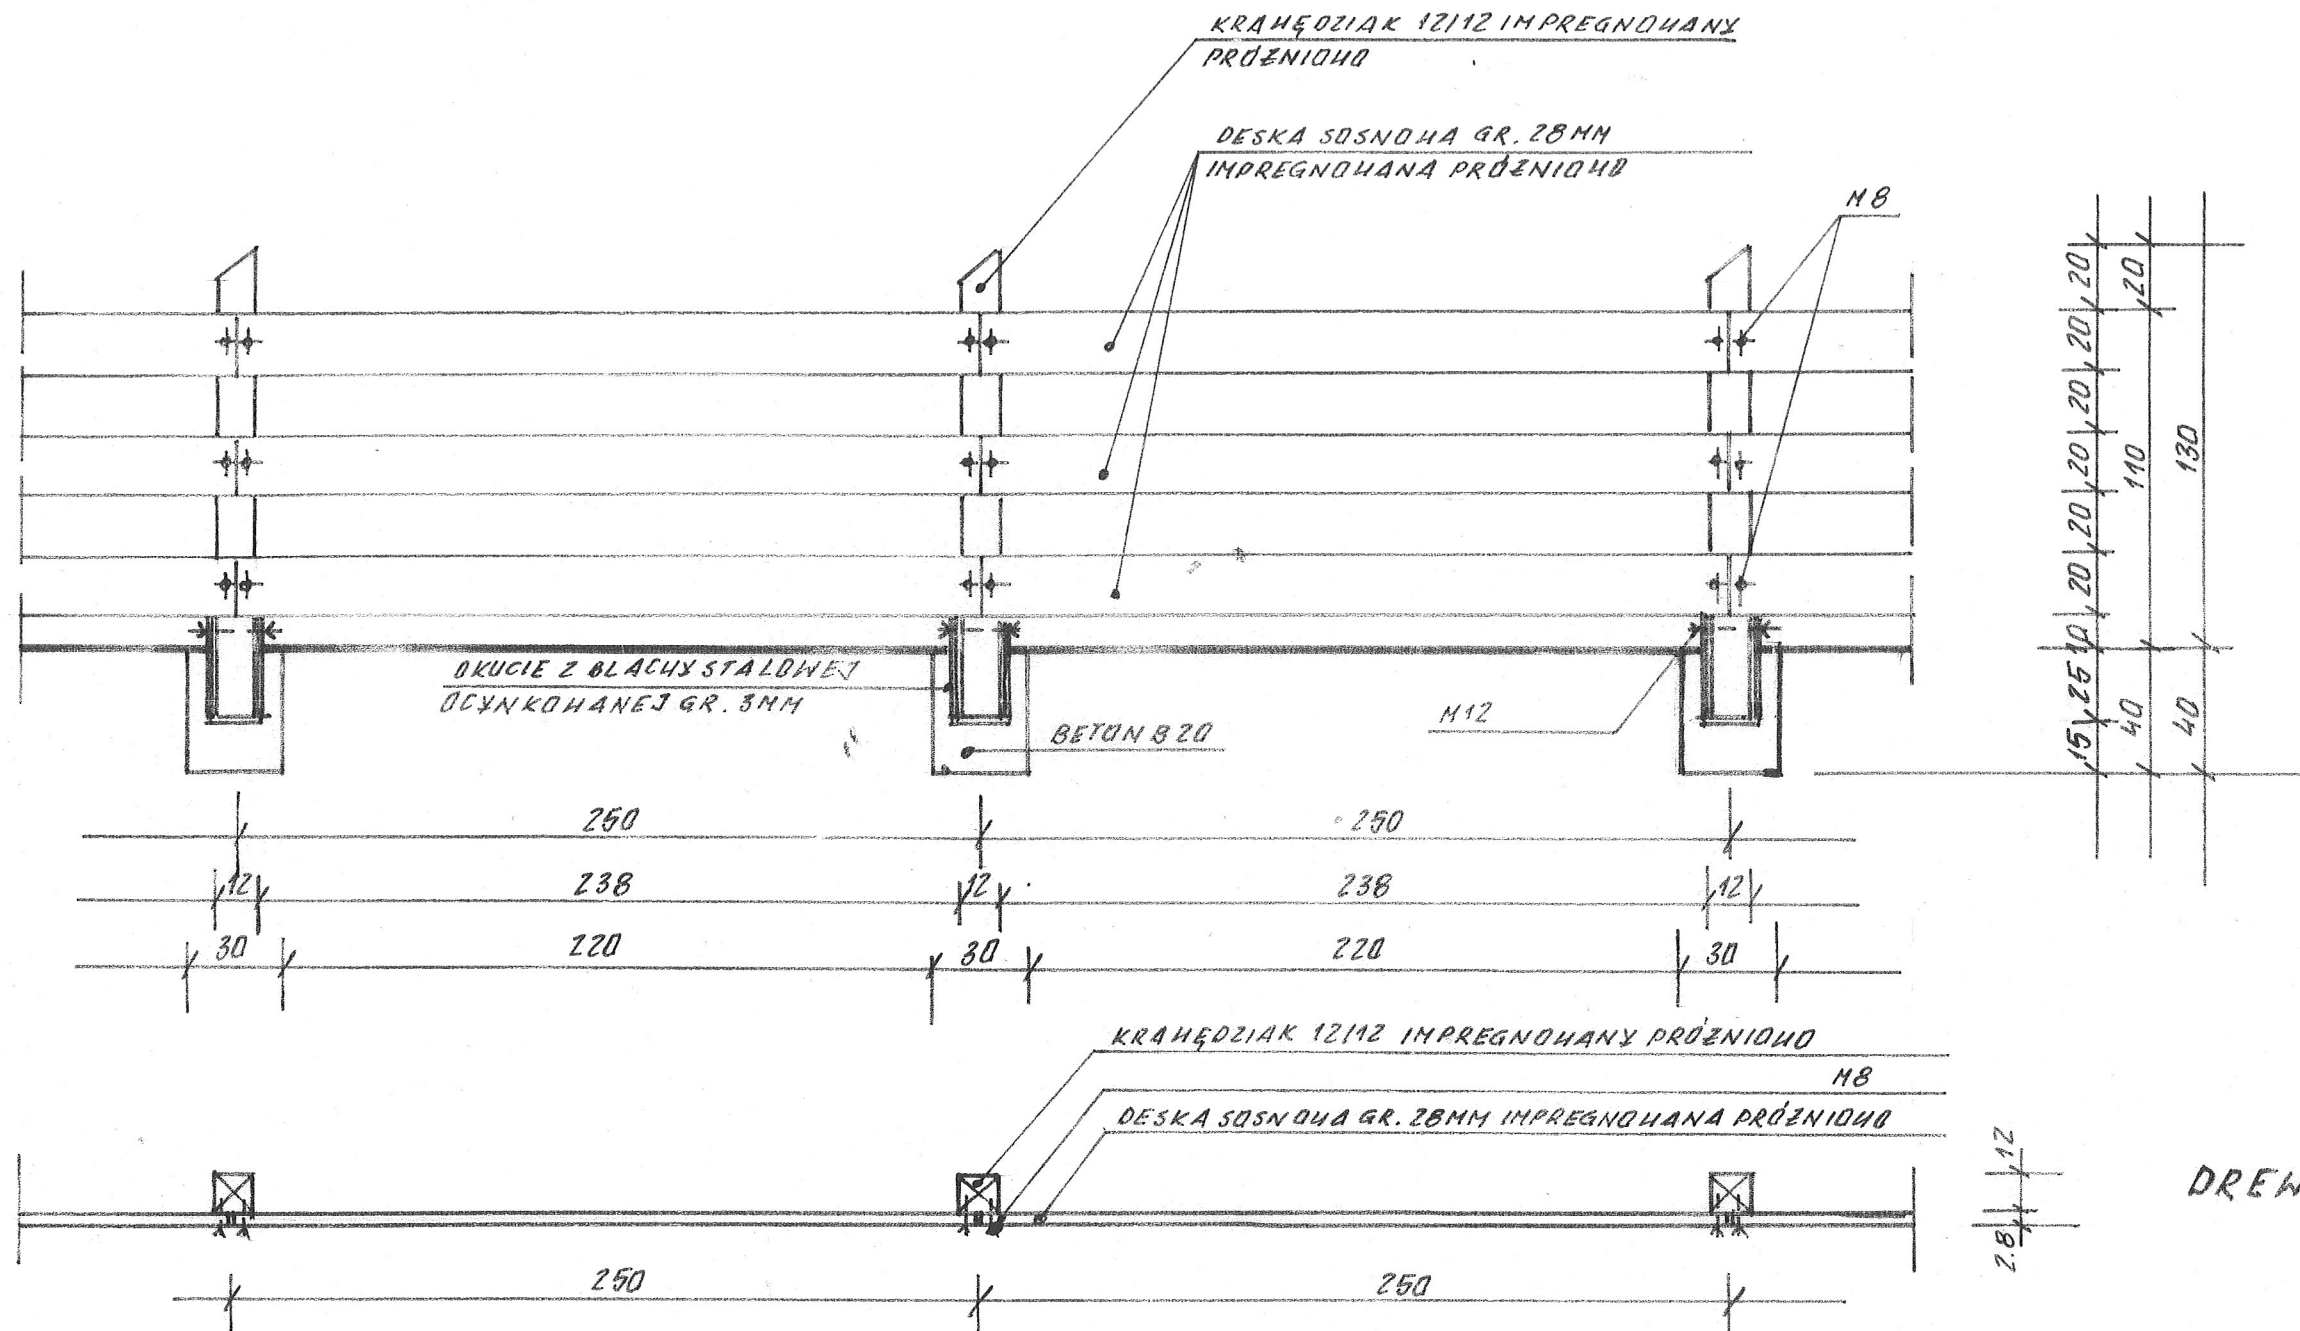 KRAWĘDZIAK 12/12 IMPREGNOWANY
PRÓŻNIOWO
DESKA SOSNOWA GR. 28MM
IMPREGNOWANA PRÓŻNIOWO
M8
20
20
20
20
110
130
20
20
20
10
OKUCIE Z BLACHY STALOWEJ
OCYNKOWANEJ GR. 3MM
BETON B20
M12
25
15
40
40
250
250
12
238
12
238
12
30
220
30
220
30
KRAWĘDZIAK 12/12 IMPREGNOWANY PRÓŻNIOWO
M8
DESKA SOSNOWA GR. 28MM IMPREGNOWANA PRÓŻNIOWO
12
2.8
DREW
250
250